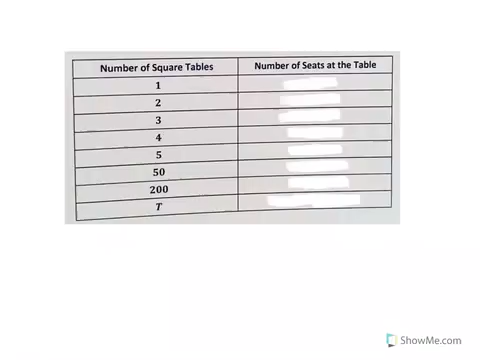 Number of Square Tables Number of Seats at the Table
1
2
3
4
5
50
200
T
ShowMe.com